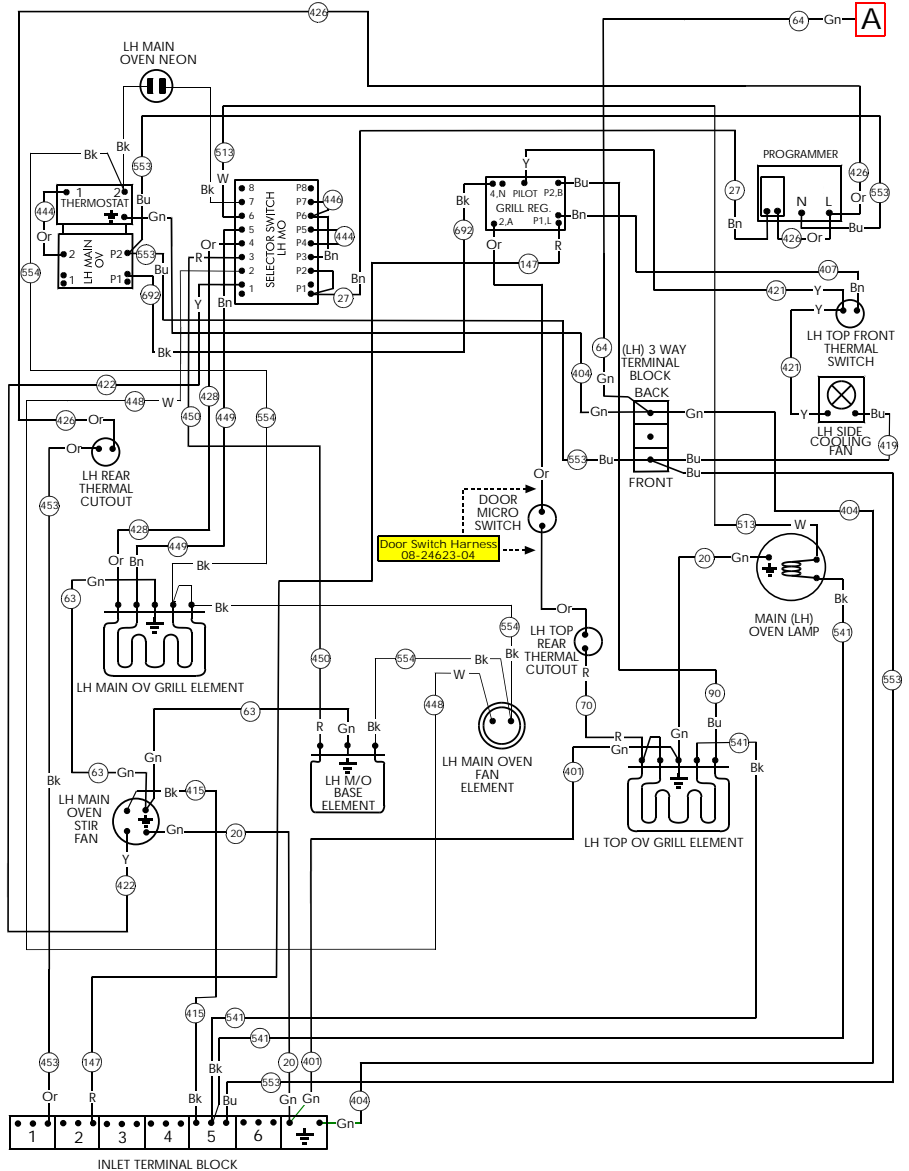 426
64 Gn A
LH MAIN
OVEN NEON
Bk Bk
553
513
W
Bk
Y
PROGRAMMER
426
Or
553
1 2
THERMOSTAT
Bu
Gn
444
Or
554
LH MAIN
OV
2 P2
1 P1
553
Bu
692
8 P8
7 P7
6 P6
5 P5
4 P4
3 P3
2 P2
1 P1
SELECTOR SWITCH
LH MO
446
444
Bn
27
Bn
Or
R
Y
Bn
4,N PILOT P2,B
GRILL REG.
2,A P1,L
Bu
Bn
Bk
692
Or
R
147
27
Bn
N L
426 Or
Bu
407
Bn
421 Y
Y
LH TOP FRONT
THERMAL
SWITCH
421
Y Bu
LH SIDE
COOLING
FAN
419
64
Gn
404
(LH) 3 WAY
TERMINAL
BLOCK
BACK
Gn Gn
553 Bu Bu
Bu
FRONT
422
448 W
428
450
449
554
426 Or
Or
LH REAR
THERMAL
CUTOUT
453
Or
DOOR
MICRO
SWITCH
Door Switch Harness
08-24623-04
404
513 W
20 Gn
MAIN (LH)
OVEN LAMP
Bk
541
428
449
Or Bn
Bk
Gn
63
Bk
LH MAIN OV GRILL ELEMENT
554
Bk
Or
LH TOP
REAR
THERMAL
CUTOUT
R
70
450
554 Bk
W
448
553
90
Bu
63
R Gn Bk
LH M/O
BASE
ELEMENT
LH MAIN OVEN
FAN
ELEMENT
R
Gn
Gn
541
Bk
401
LH TOP OV GRILL ELEMENT
Gn
63 Gn
Bk 415
LH MAIN
OVEN
STIR
FAN
Gn 20
Y
422
Bk
415
541
541
453
147
20
401
553
404
Or
R
Bk
Bk
Bu
Gn
Gn
Gn
1 2 3 4 5 6
INLET TERMINAL BLOCK